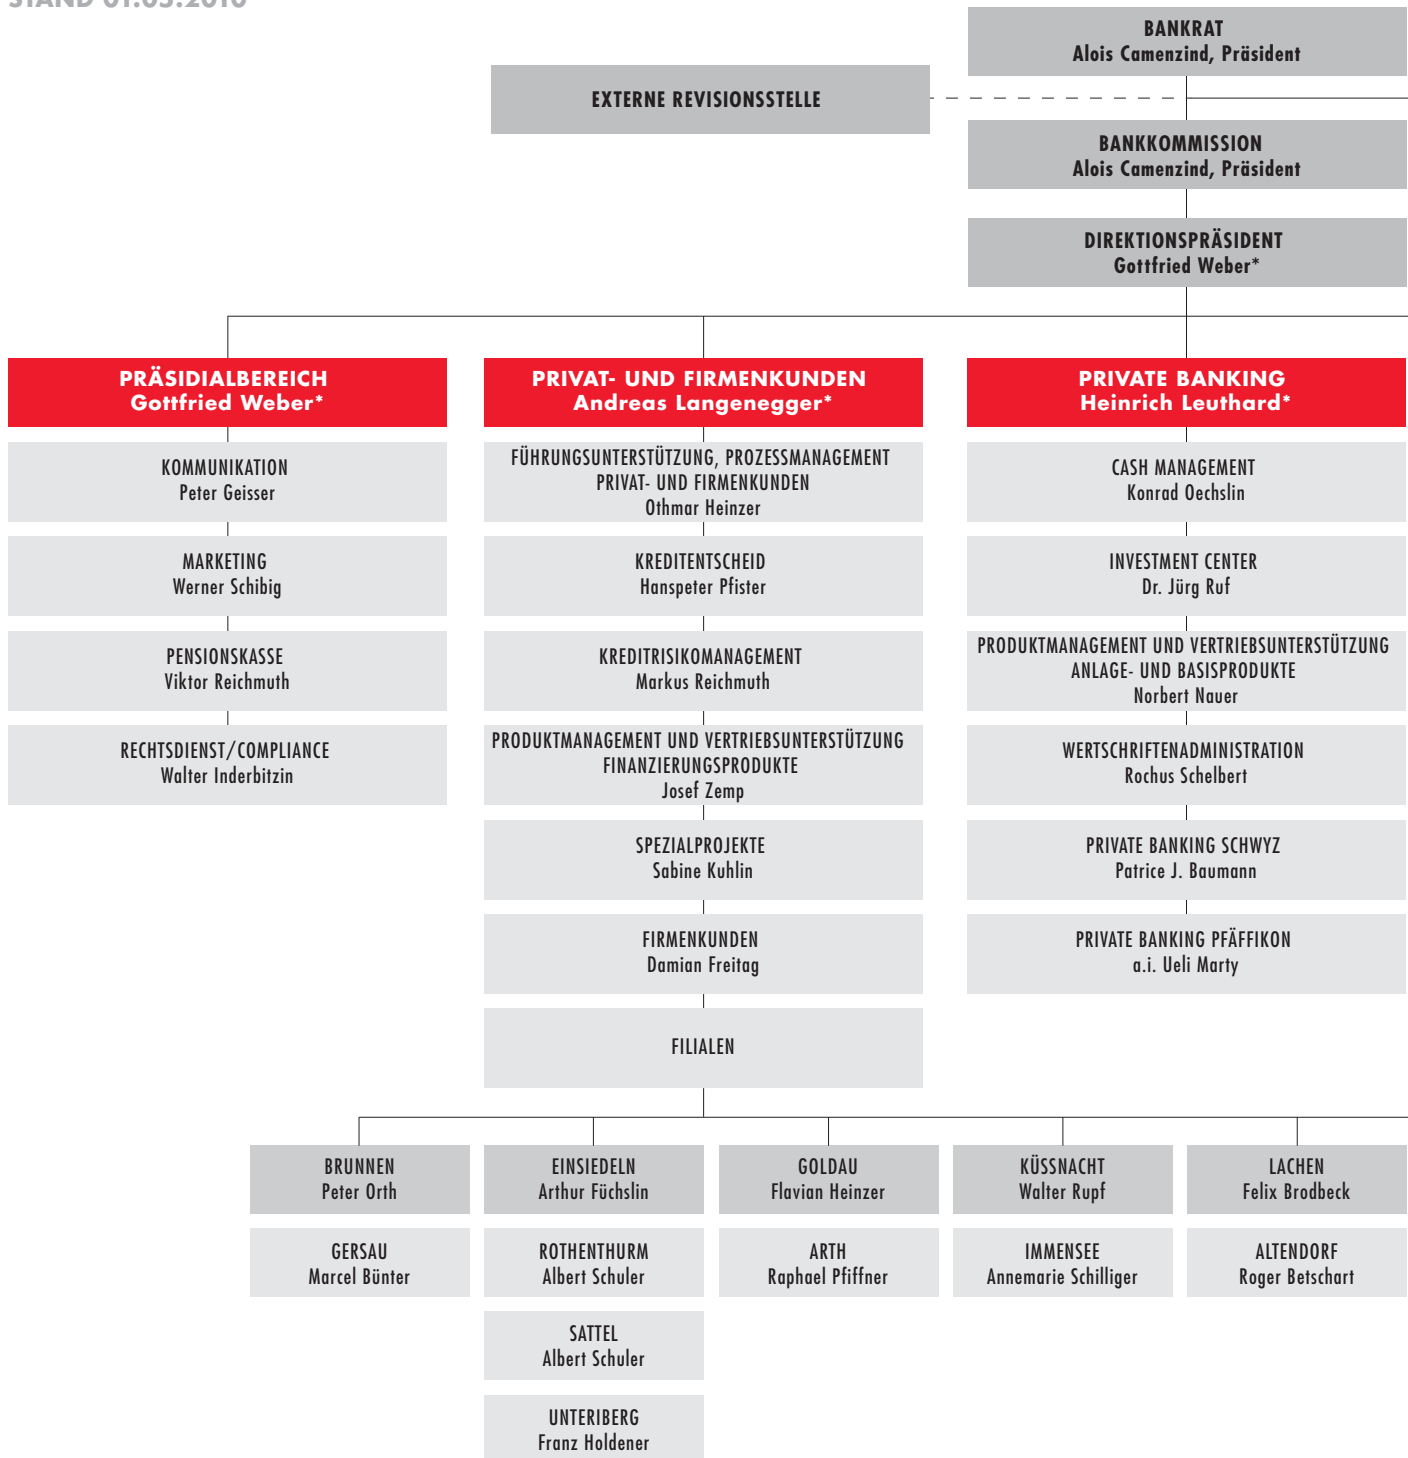 STAND 01.03.2010
BANKRAT
Alois Camenzind, Präsident
EXTERNE REVISIONSSTELLE
BANKKOMMISSION
Alois Camenzind, Präsident
DIREKTIONSPRÄSIDENT
Gottfried Weber*
PRÄSIDIALBEREICH
Gottfried Weber*
PRIVAT- UND FIRMENKUNDEN
Andreas Langenegger*
PRIVATE BANKING
Heinrich Leuthard*
KOMMUNIKATION
Peter Geisser
MARKETING
Werner Schibig
PENSIONSKASSE
Viktor Reichmuth
RECHTSDIENST/COMPLIANCE
Walter Inderbitzin
FÜHRUNGSUNTERSTÜTZUNG, PROZESSMANAGEMENT
PRIVAT- UND FIRMENKUNDEN
Othmar Heinzer
KREDITENTSCHEID
Hanspeter Pfister
KREDITRISIKOMANAGEMENT
Markus Reichmuth
PRODUKTMANAGEMENT UND VERTRIEBSUNTERSTÜTZUNG
FINANZIERUNGSPRODUKTE
Josef Zemp
SPEZIALPROJEKTE
Sabine Kuhlin
FIRMENKUNDEN
Damian Freitag
FILIALEN
CASH MANAGEMENT
Konrad Oechslin
INVESTMENT CENTER
Dr. Jürg Ruf
PRODUKTMANAGEMENT UND VERTRIEBSUNTERSTÜTZUNG
ANLAGE- UND BASISPRODUKTE
Norbert Nauer
WERTSCHRIFTENADMINISTRATION
Rochus Schelbert
PRIVATE BANKING SCHWYZ
Patrice J. Baumann
PRIVATE BANKING PFÄFFIKON
a.i. Ueli Marty
BRUNNEN
Peter Orth
GERSAU
Marcel Bünter
EINSIEDELN
Arthur Füchslin
ROTHENTHURM
Albert Schuler
SATTEL
Albert Schuler
UNTERIBERG
Franz Holdener
GOLDAU
Flavian Heinzer
ARTH
Raphael Pfiffner
KÜSSNACHT
Walter Rupf
IMMENSEE
Annemarie Schilliger
LACHEN
Felix Brodbeck
ALTENDORF
Roger Betschart